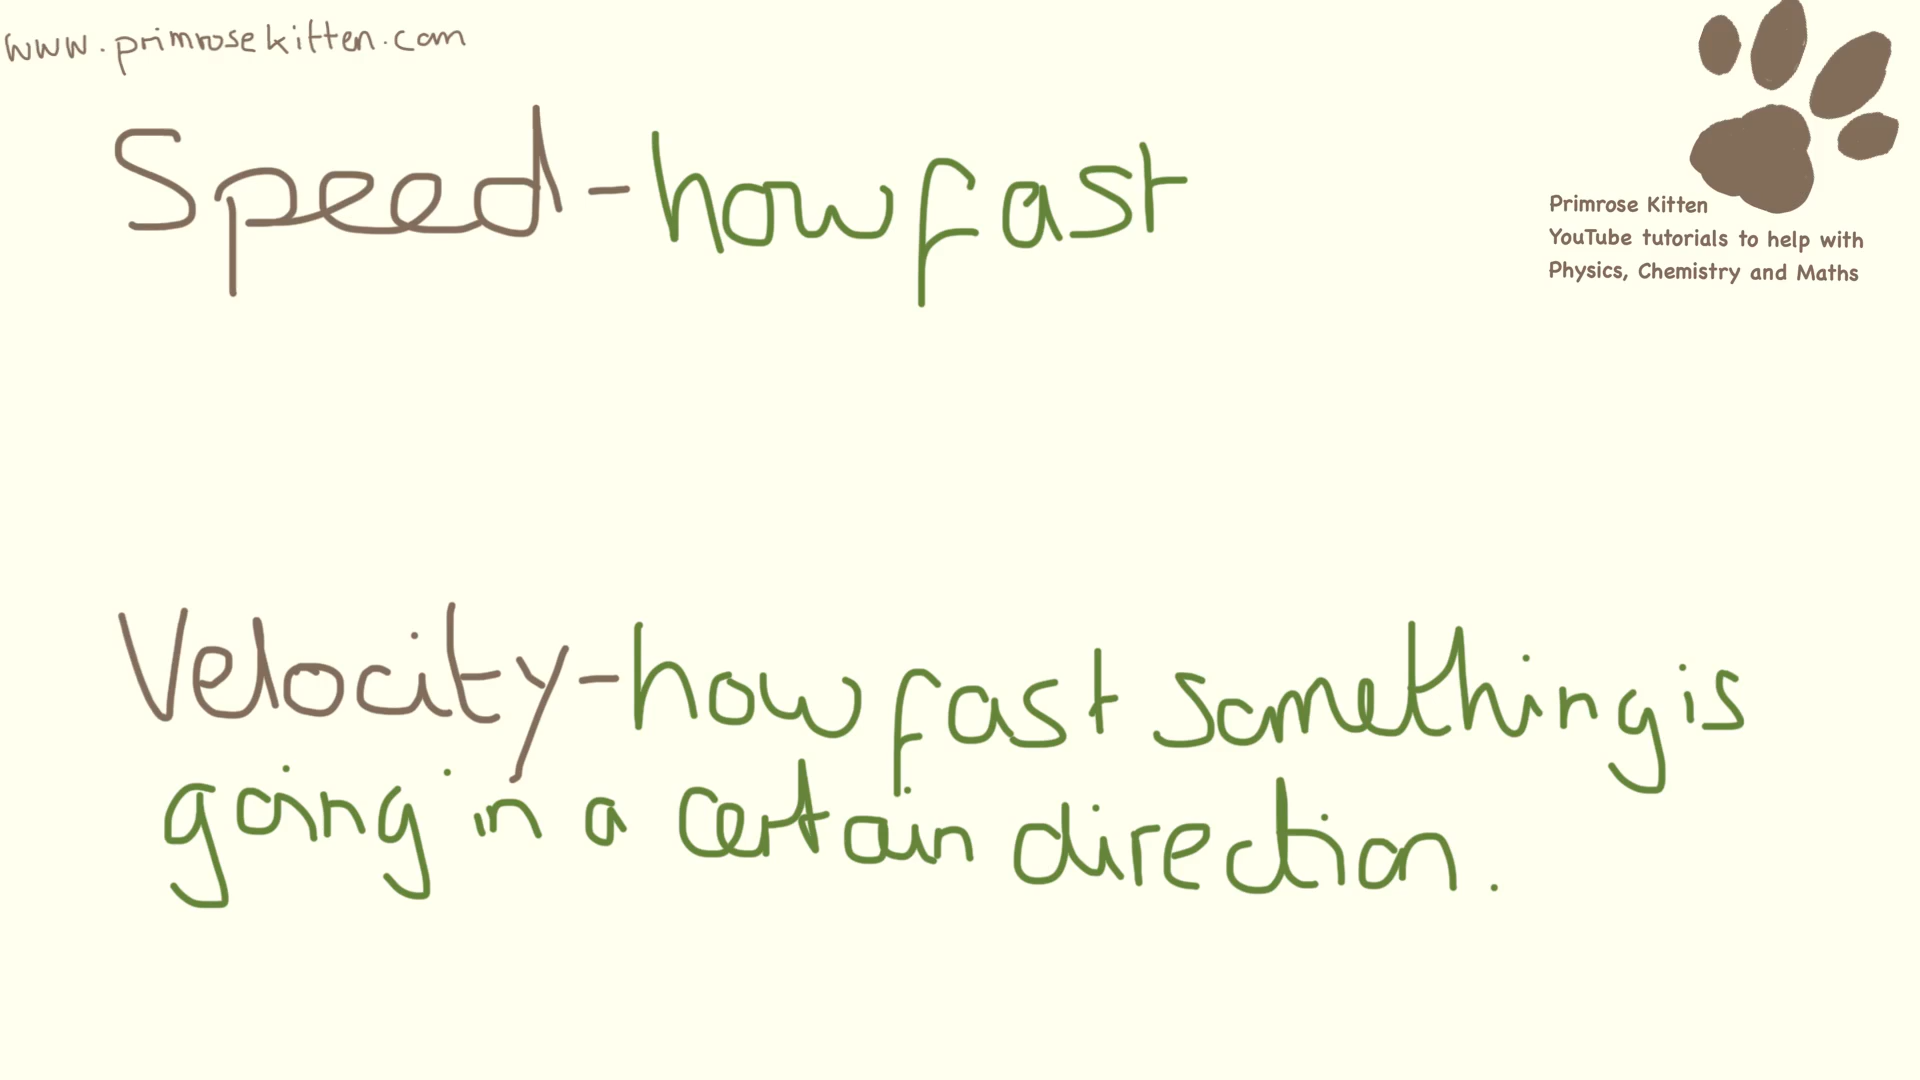 www.primrosekitten.com
Speed - how fast
Primrose Kitten
YouTube tutorials to help with
Physics, Chemistry and Maths
Velocity - how fast something is
going in a certain direction.